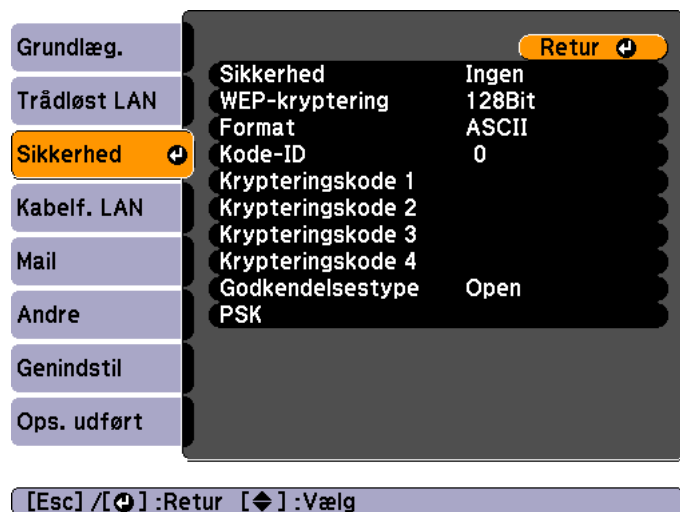 Grundlæg.
Trådløst LAN
Sikkerhed
Kabelf. LAN
Mail
Andre
Genindstil
Ops. udført
Retur
Sikkerhed Ingen
WEP-kryptering 128Bit
Format ASCII
Kode-ID 0
Krypteringskode 1
Krypteringskode 2
Krypteringskode 3
Krypteringskode 4
Godkendelsestype Open
PSK
[Esc] /[⏎] :Retur [◆] :Vælg